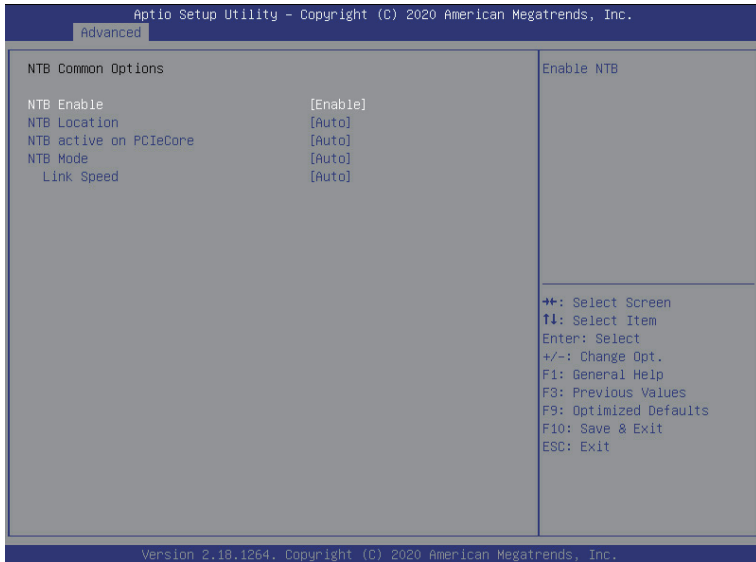 Aptio Setup Utility – Copyright (C) 2020 American Megatrends, Inc.
Advanced
NTB Common Options
NTB Enable [Enable]
NTB Location [Auto]
NTB active on PCIeCore [Auto]
NTB Mode [Auto]
Link Speed [Auto]
Enable NTB
→←: Select Screen
↑↓: Select Item
Enter: Select
+/-: Change Opt.
F1: General Help
F3: Previous Values
F9: Optimized Defaults
F10: Save & Exit
ESC: Exit
Version 2.18.1264. Copyright (C) 2020 American Megatrends, Inc.